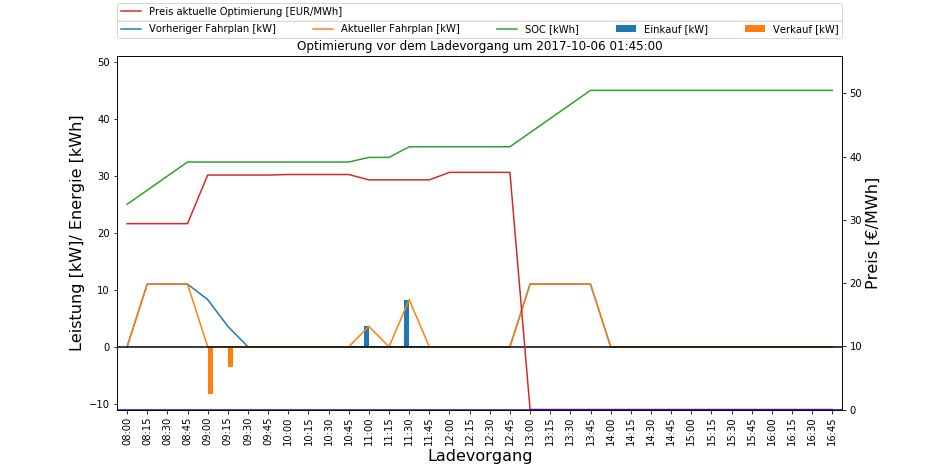 Preis aktuelle Optimierung [EUR/MWh]
Vorheriger Fahrplan [kW] Aktueller Fahrplan [kW] SOC [kWh] Einkauf [kW] Verkauf [kW]
Optimierung vor dem Ladevorgang um 2017-10-06 01:45:00
Leistung [kW]/ Energie [kWh]
50
40
30
20
10
0
−10
50
40
30
20
10
0
Preis [€/MWh]
08:00 08:15 08:30 08:45 09:00 09:15 09:30 09:45 10:00 10:15 10:30 10:45 11:00 11:15 11:30 11:45 12:00 12:15 12:30 12:45 13:00 13:15 13:30 13:45 14:00 14:15 14:30 14:45 15:00 15:15 15:30 15:45 16:00 16:15 16:30 16:45
Ladevorgang